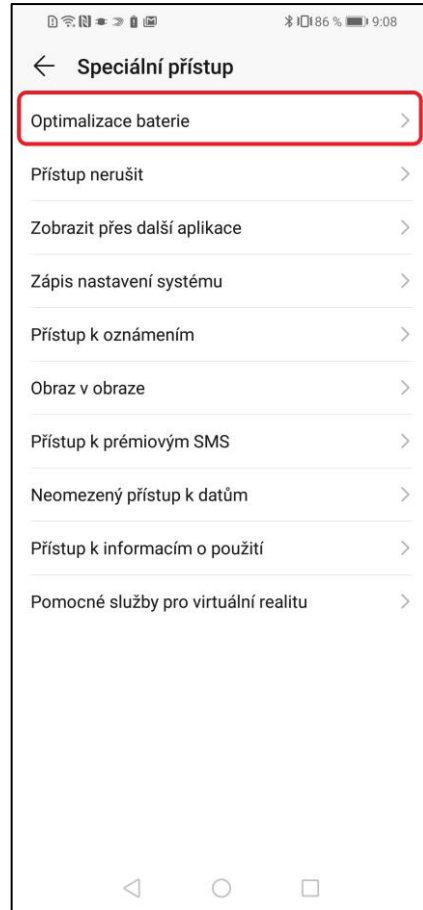 86 % 9:08
Speciální přístup
Optimalizace baterie
Přístup nerušit
Zobrazit přes další aplikace
Zápis nastavení systému
Přístup k oznámením
Obraz v obraze
Přístup k prémiovým SMS
Neomezený přístup k datům
Přístup k informacím o použití
Pomocné služby pro virtuální realitu